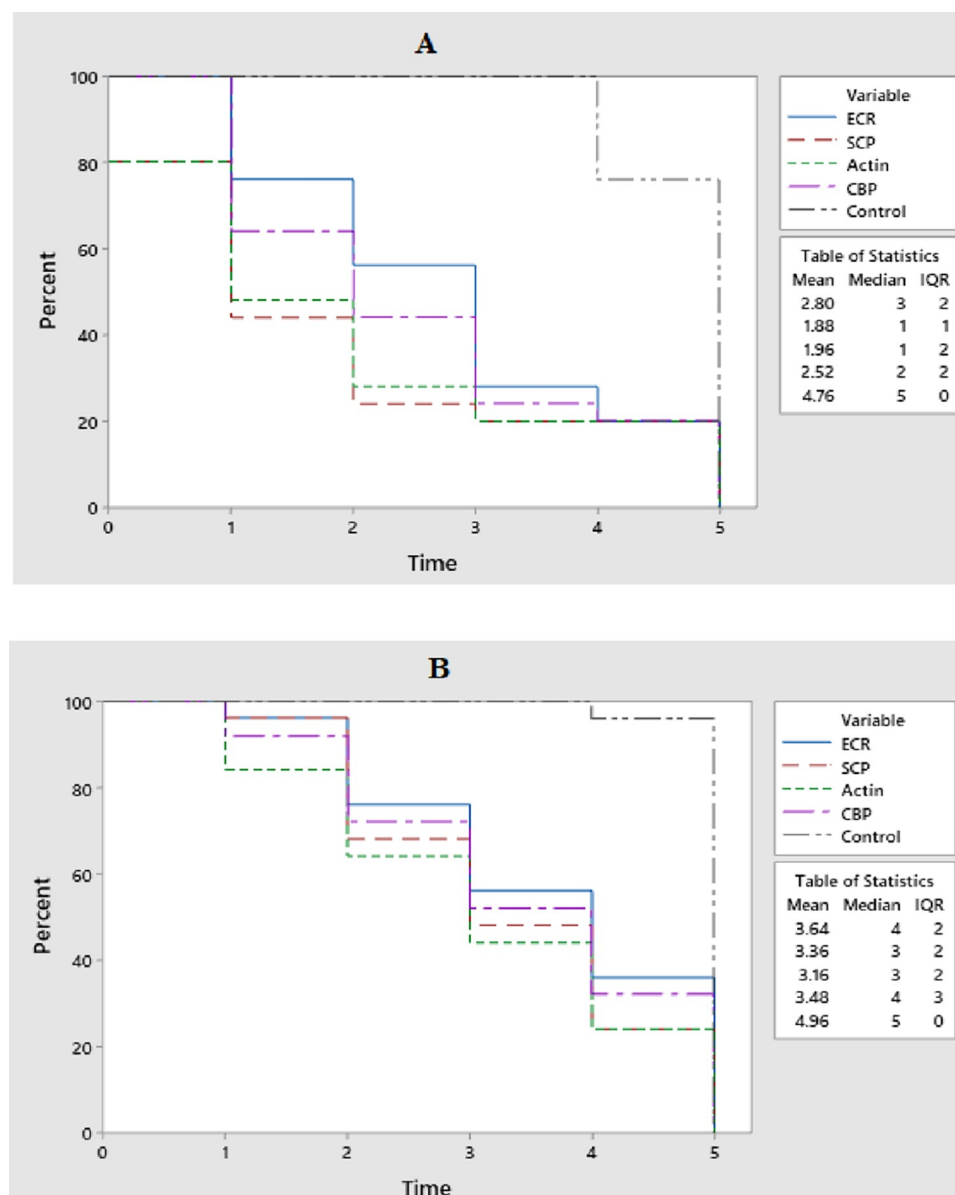 A
100
80
60
40
20
0
Percent
0 1 2 3 4 5
Time
Variable
ECR
SCP
Actin
CBP
Control
Table of Statistics
Mean Median IQR
2.80 3 2
1.88 1 1
1.96 1 2
2.52 2 2
4.76 5 0
B
100
80
60
40
20
0
Percent
0 1 2 3 4 5
Time
Variable
ECR
SCP
Actin
CBP
Control
Table of Statistics
Mean Median IQR
3.64 4 2
3.36 3 2
3.16 3 2
3.48 4 3
4.96 5 0